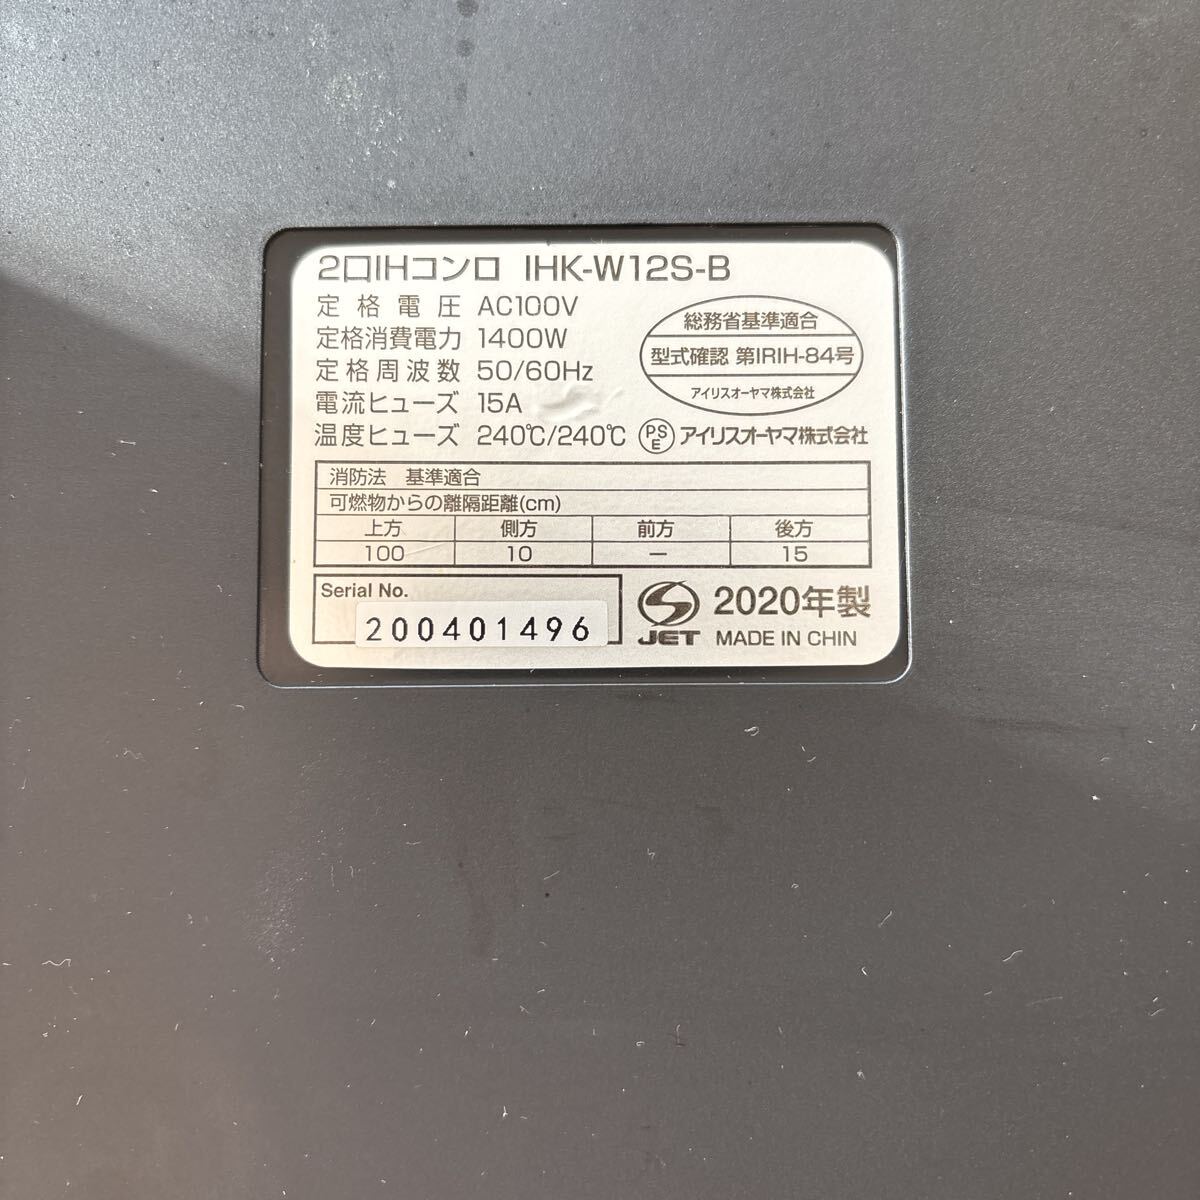 2口IHコンロ IHK-W12S-B
定格電圧 AC100V
定格消費電力 1400W
定格周波数 50/60Hz
電流ヒューズ 15A
温度ヒューズ 240℃/240℃
総務省基準適合
型式確認 第IRIH-84号
アイリスオーヤマ株式会社
PS
E
アイリスオーヤマ株式会社
消防法 基準適合
可燃物からの離隔距離(cm)
上方 側方 前方 後方
100 10 ー 15
Serial No.
200401496
JET
2020年製
MADE IN CHIN